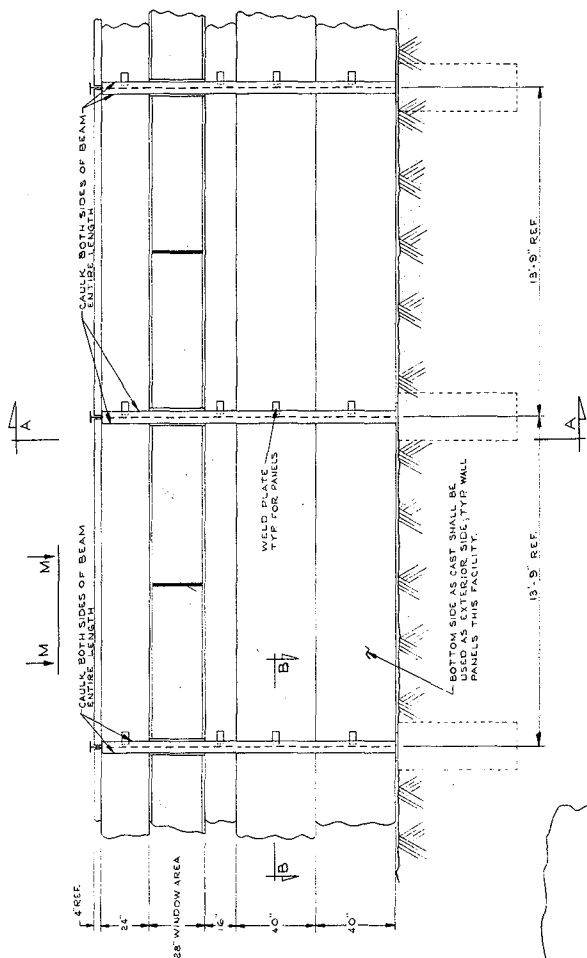 A
A
M
M
CAULK BOTH SIDES OF BEAM
ENTIRE LENGTH
CAULK BOTH SIDES OF BEAM
ENTIRE LENGTH
4" REF.
24"
28" WINDOW AREA
16"
40"
40"
B
B
WELD PLATE
TYP FOR PANELS
BOTTOM SIDE AS CAST SHALL BE
USED AS EXTERIOR SIDE, TYP WALL
PANELS THIS FACILITY.
13'-9" REF.
13'-9" REF.